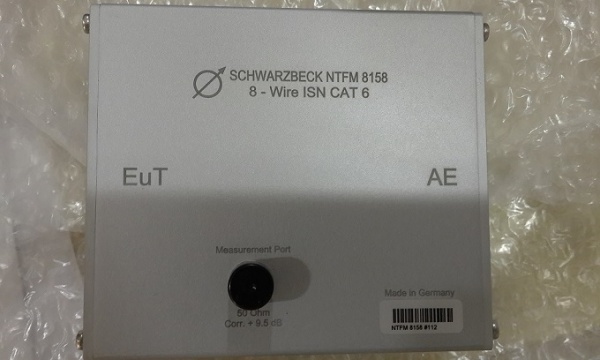 SCHWARZBECK NTFM 8158
8 - Wire ISN CAT 6
EuT
AE
Measurement Port
50 Ohm
Corr. + 9.5 dB
Made in Germany
NTFM 8158 #112